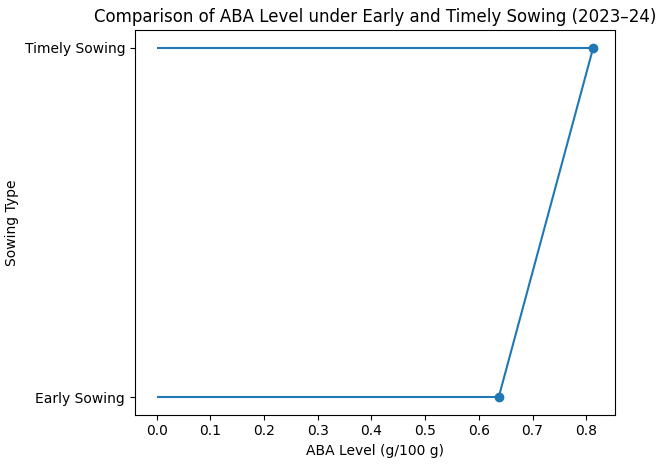 Comparison of ABA Level under Early and Timely Sowing (2023–24)
Timely Sowing
Sowing Type
Early Sowing
0.0 0.1 0.2 0.3 0.4 0.5 0.6 0.7 0.8
ABA Level (g/100 g)